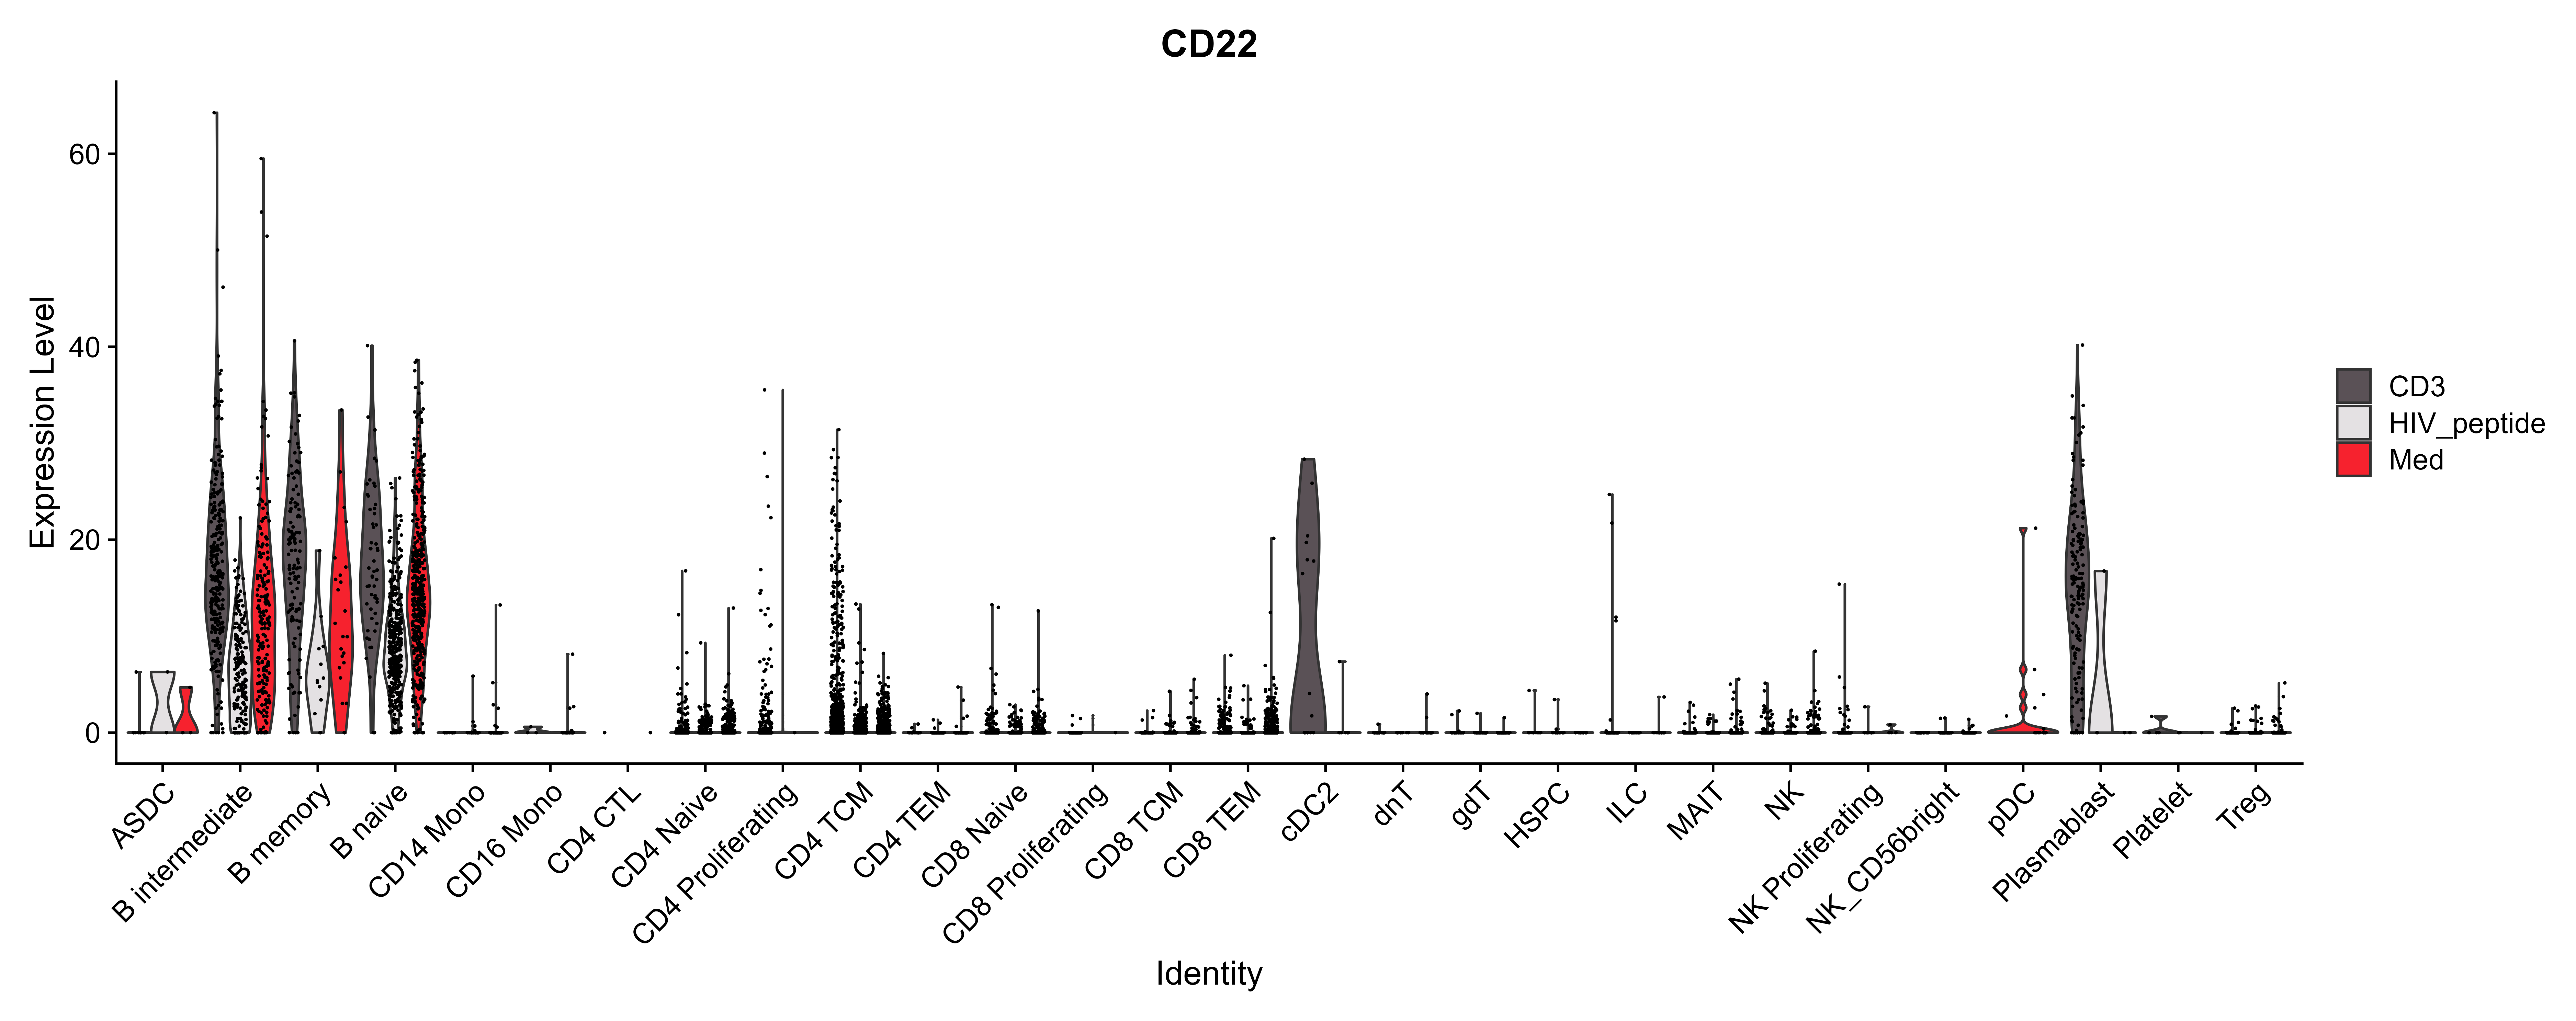 CD22
Expression Level
60
40
20
0
ASDC
B intermediate
B memory
B naive
CD14 Mono
CD16 Mono
CD4 CTL
CD4 Naive
CD4 Proliferating
CD4 TCM
CD4 TEM
CD8 Naive
CD8 Proliferating
CD8 TCM
CD8 TEM
cDC2
dnT
gdT
HSPC
ILC
MAIT
NK
NK Proliferating
NK_CD56bright
pDC
Plasmablast
Platelet
Treg
Identity
CD3
HIV_peptide
Med